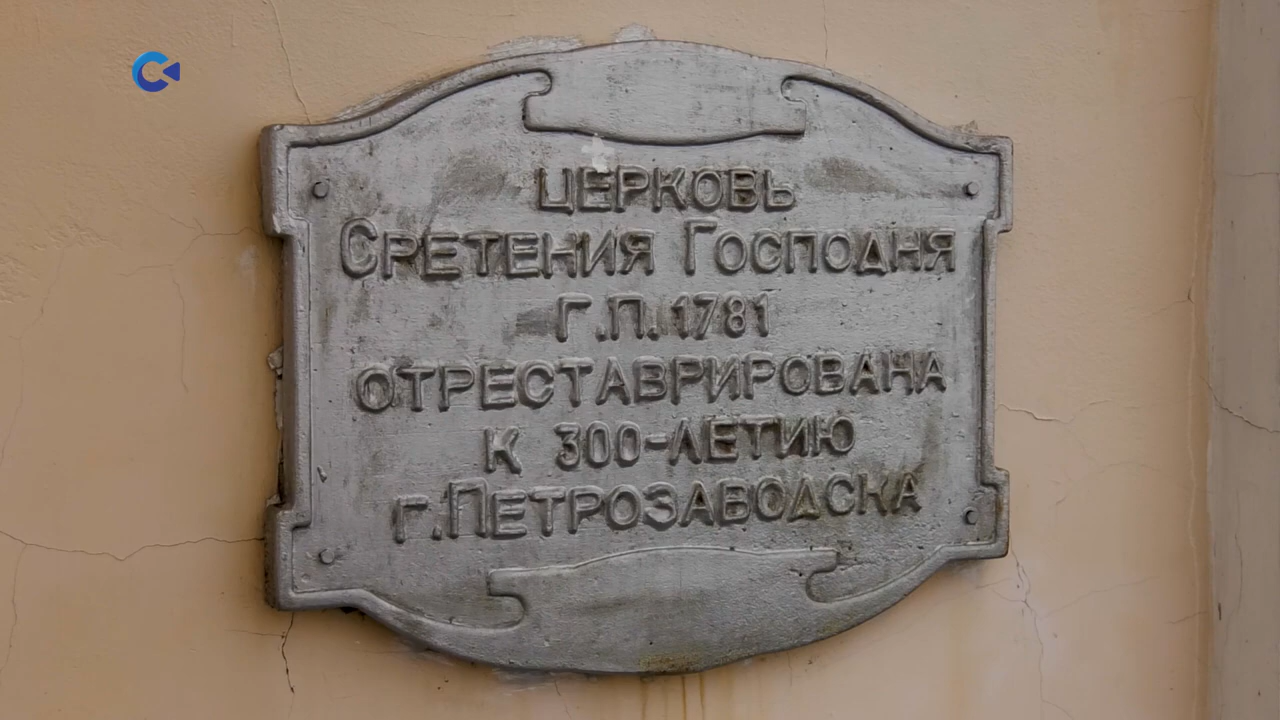 ЦЕРКОВЬ
СРЕТЕНИЯ ГОСПОДНЯ
Г.П. 1781
ОТРЕСТАВРИРОВАНА
К 300-ЛЕТИЮ
Г. ПЕТРОЗАВОДСКА